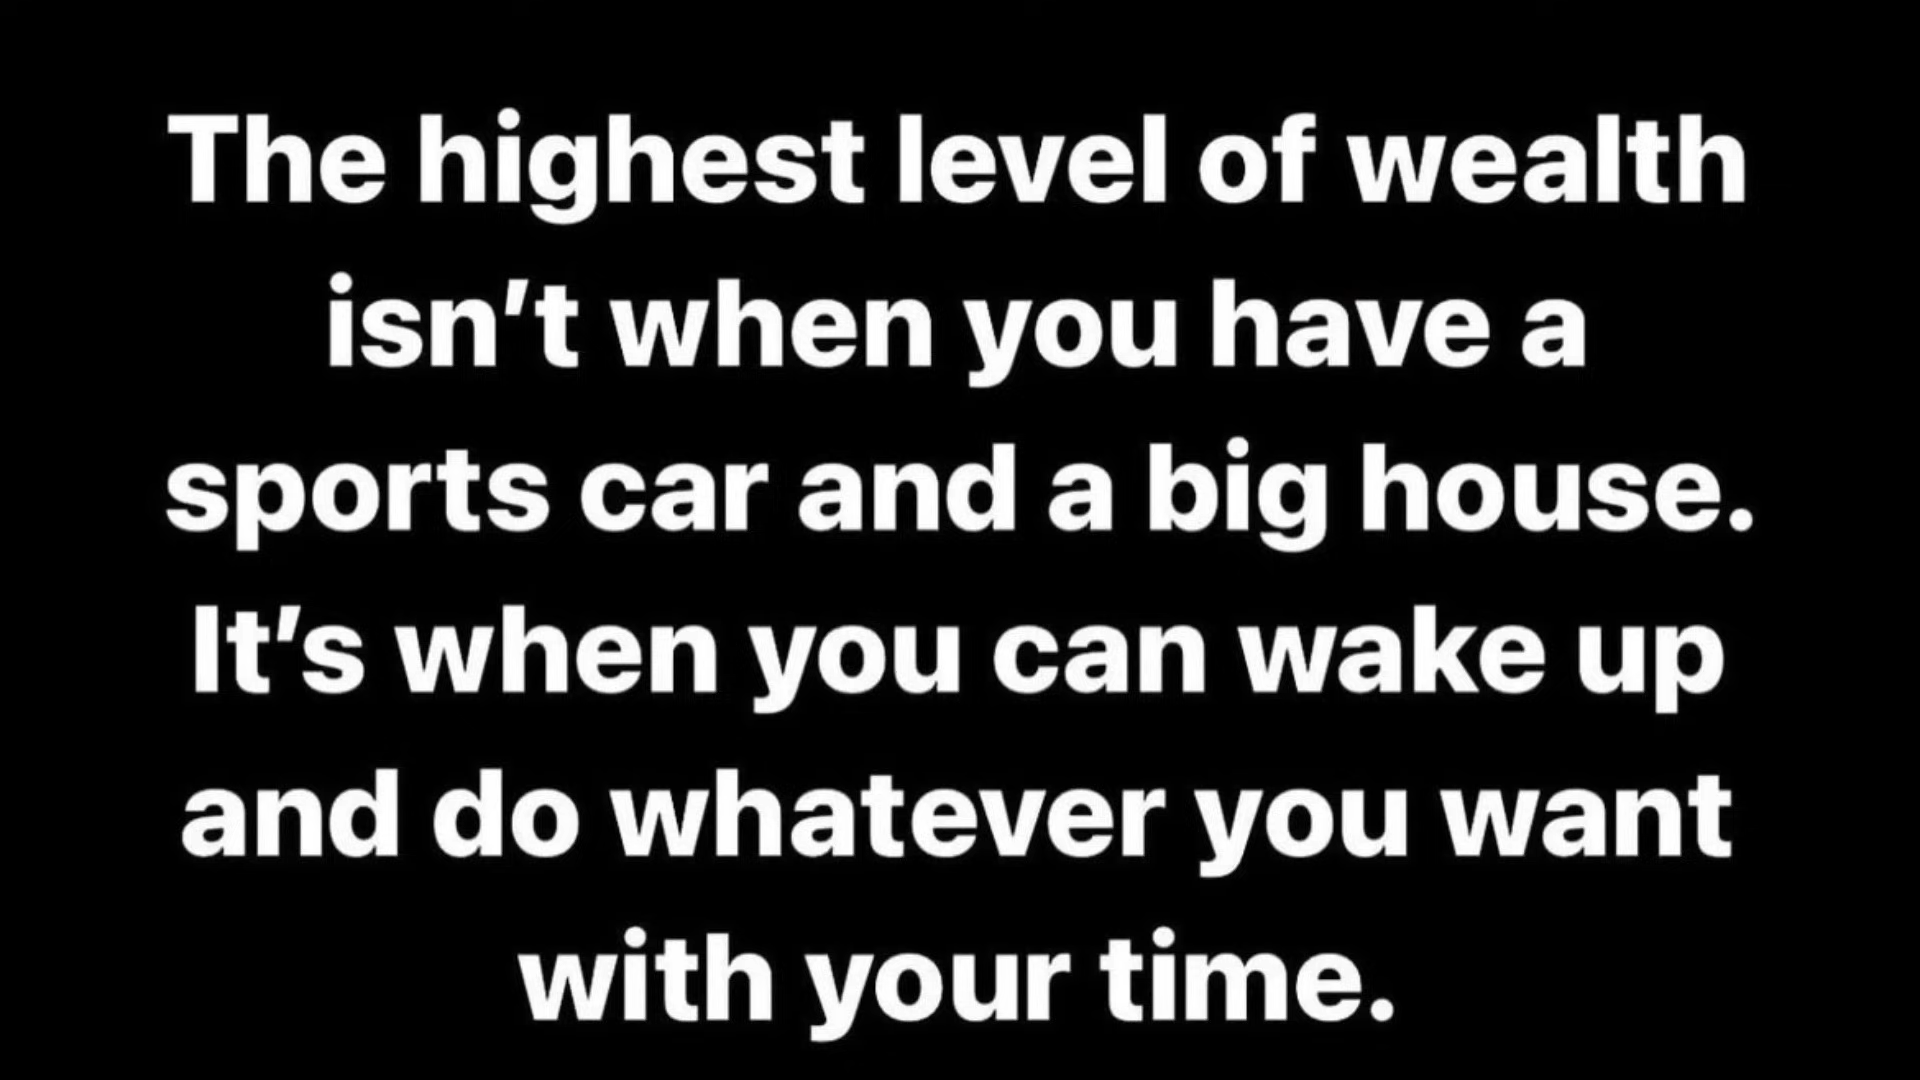 The highest level of wealth
isn’t when you have a
sports car and a big house.
It’s when you can wake up
and do whatever you want
with your time.